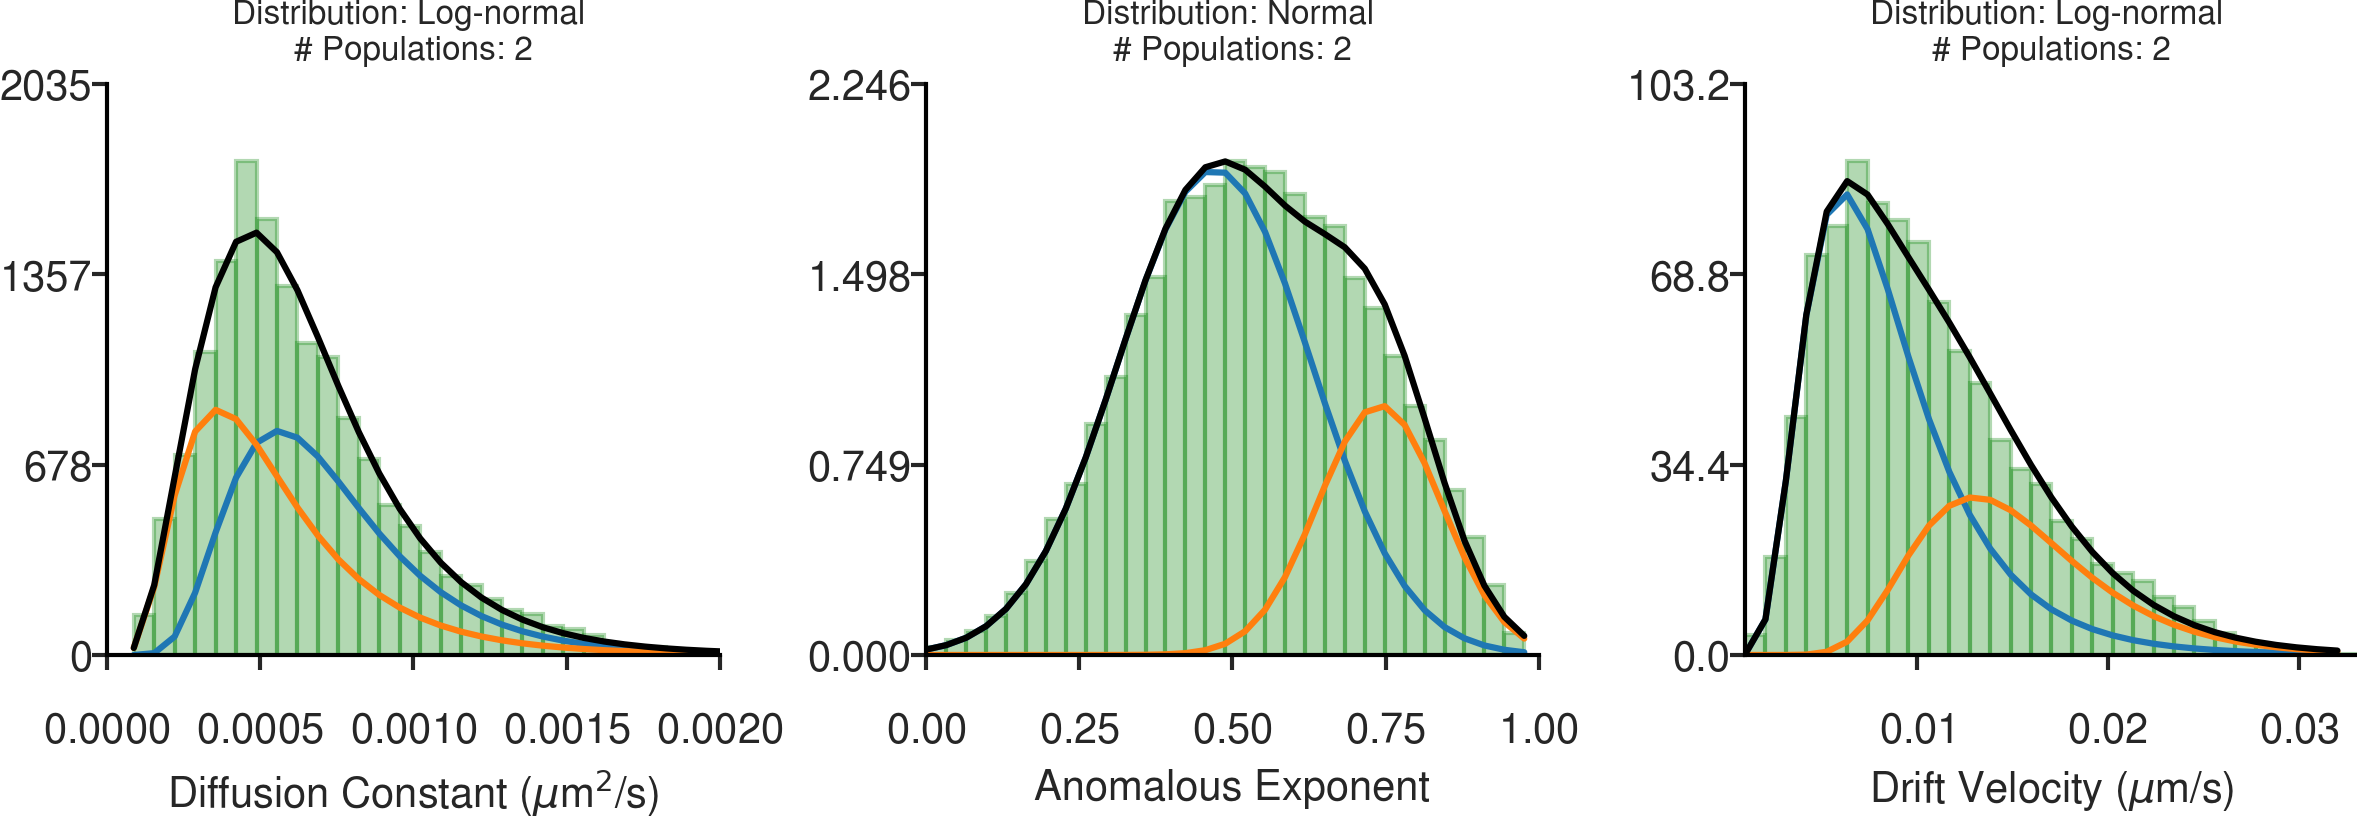 Distribution: Log-normal
# Populations: 2
2035
1357
678
0
0.0000 0.0005 0.0010 0.0015 0.0020
Diffusion Constant (μm²/s)
Distribution: Normal
# Populations: 2
2.246
1.498
0.749
0.000
0.00 0.25 0.50 0.75 1.00
Anomalous Exponent
Distribution: Log-normal
# Populations: 2
103.2
68.8
34.4
0.0
0.01 0.02 0.03
Drift Velocity (μm/s)